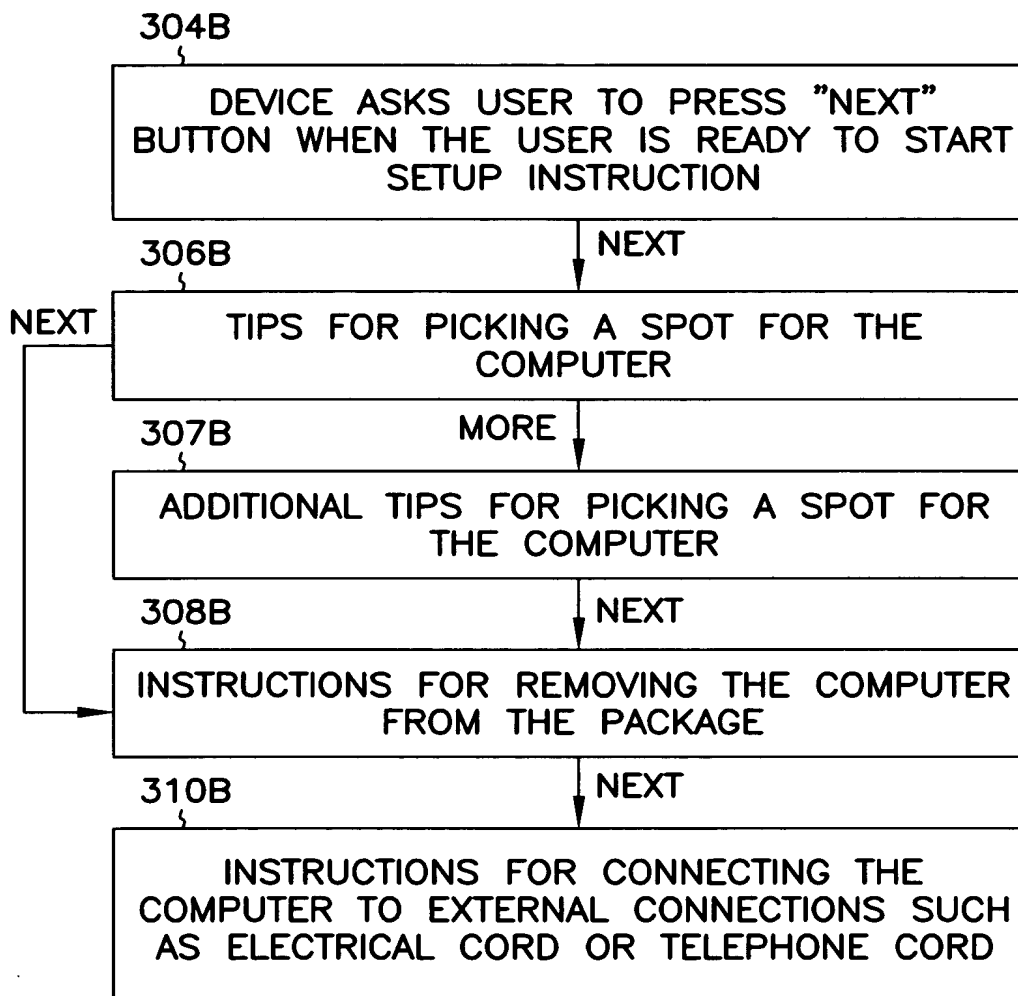 304B
DEVICE ASKS USER TO PRESS "NEXT"
BUTTON WHEN THE USER IS READY TO START
SETUP INSTRUCTION
NEXT
306B
NEXT
TIPS FOR PICKING A SPOT FOR THE
COMPUTER
MORE
307B
ADDITIONAL TIPS FOR PICKING A SPOT FOR
THE COMPUTER
NEXT
308B
INSTRUCTIONS FOR REMOVING THE COMPUTER
FROM THE PACKAGE
NEXT
310B
INSTRUCTIONS FOR CONNECTING THE
COMPUTER TO EXTERNAL CONNECTIONS SUCH
AS ELECTRICAL CORD OR TELEPHONE CORD